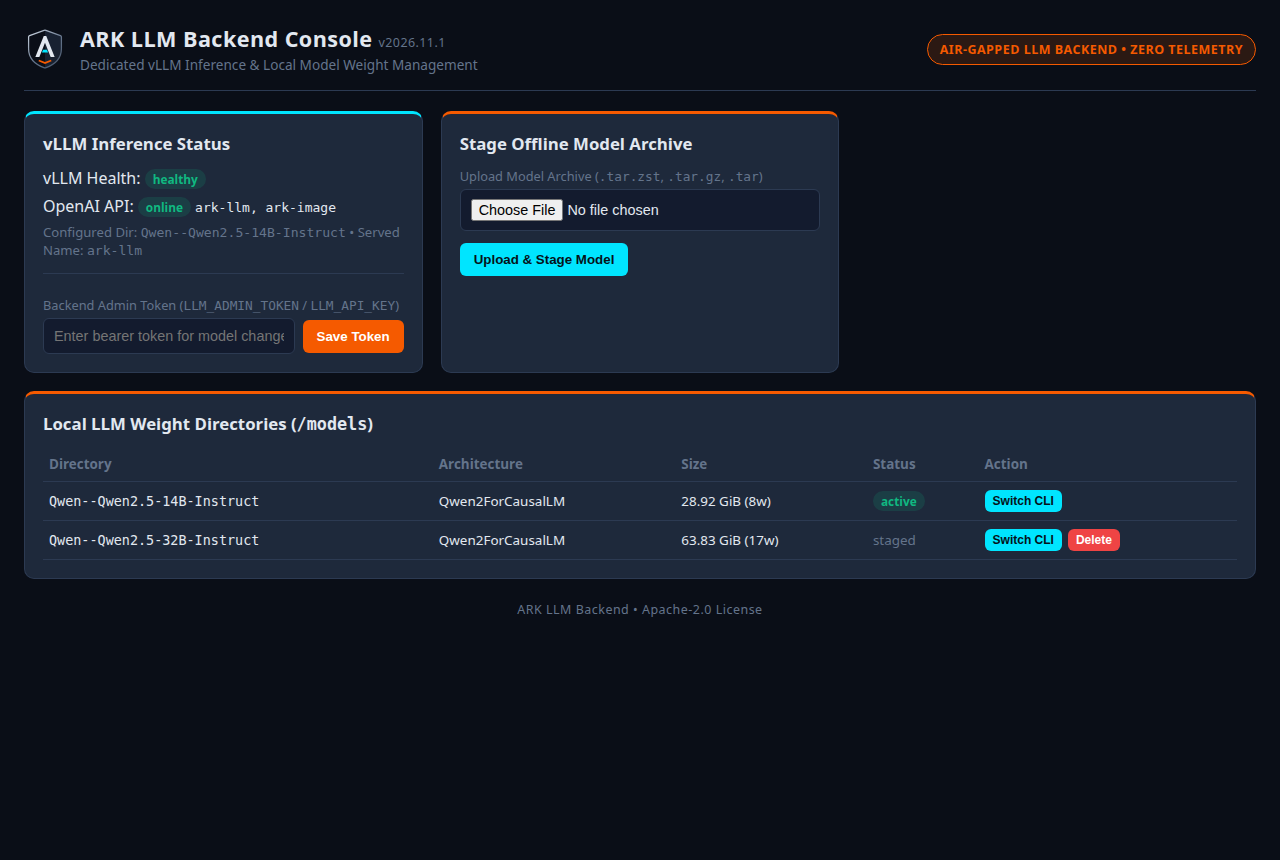 ARK LLM Backend Console v2026.11.1
Dedicated vLLM Inference & Local Model Weight Management
AIR-GAPPED LLM BACKEND • ZERO TELEMETRY
vLLM Inference Status
vLLM Health: healthy
OpenAI API: online ark-llm, ark-image
Configured Dir: Qwen--Qwen2.5-14B-Instruct • Served
Name: ark-llm
Backend Admin Token (LLM_ADMIN_TOKEN / LLM_API_KEY)
Enter bearer token for model change
Save Token
Stage Offline Model Archive
Upload Model Archive (.tar.zst, .tar.gz, .tar)
Choose File No file chosen
Upload & Stage Model
Local LLM Weight Directories (/models)
Directory Architecture Size Status Action
Qwen--Qwen2.5-14B-Instruct Qwen2ForCausalLM 28.92 GiB (8w) active Switch CLI
Qwen--Qwen2.5-32B-Instruct Qwen2ForCausalLM 63.83 GiB (17w) staged Switch CLI Delete
ARK LLM Backend • Apache-2.0 License